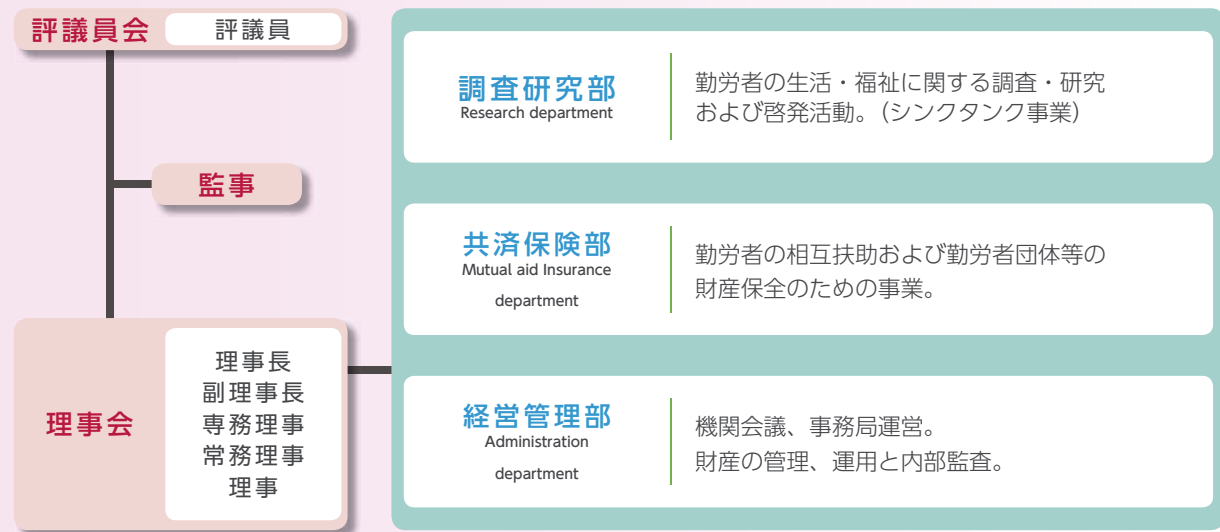 評議員会
評議員
監事
理事会
理事長
副理事長
専務理事
常務理事
理事
調査研究部
Research department
勤労者の生活・福祉に関する調査・研究
および啓発活動。(シンクタンク事業)
共済保険部
Mutual aid Insurance
department
勤労者の相互扶助および勤労者団体等の
財産保全のための事業。
経営管理部
Administration
department
機関会議、事務局運営。
財産の管理、運用と内部監査。